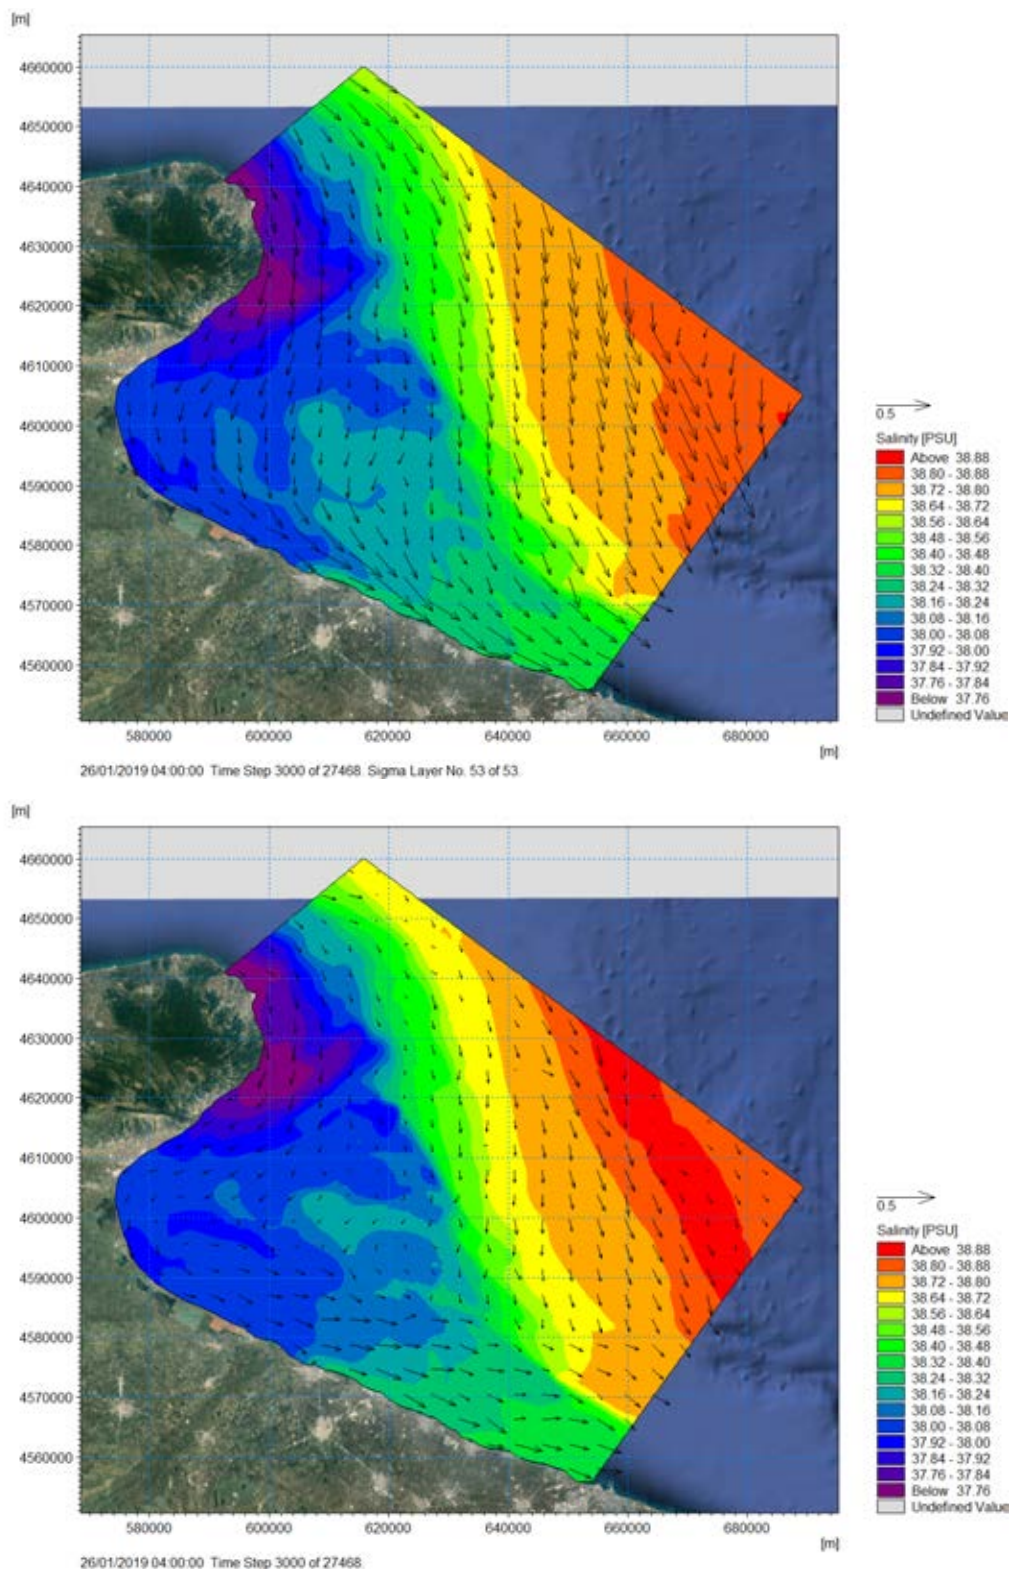 [m]
4660000
4650000
4640000
4630000
4620000
4610000
4600000
4590000
4580000
4570000
4560000
580000 600000 620000 640000 660000 680000
[m]
0.5
Salinity [PSU]
Above 38.88
38.80 - 38.88
38.72 - 38.80
38.64 - 38.72
38.56 - 38.64
38.48 - 38.56
38.40 - 38.48
38.32 - 38.40
38.24 - 38.32
38.16 - 38.24
38.08 - 38.16
38.00 - 38.08
37.92 - 38.00
37.84 - 37.92
37.76 - 37.84
Below 37.76
Undefined Value
26/01/2019 04:00:00 Time Step 3000 of 27468. Sigma Layer No. 53 of 53.
[m]
4660000
4650000
4640000
4630000
4620000
4610000
4600000
4590000
4580000
4570000
4560000
580000 600000 620000 640000 660000 680000
[m]
0.5
Salinity [PSU]
Above 38.88
38.80 - 38.88
38.72 - 38.80
38.64 - 38.72
38.56 - 38.64
38.48 - 38.56
38.40 - 38.48
38.32 - 38.40
38.24 - 38.32
38.16 - 38.24
38.08 - 38.16
38.00 - 38.08
37.92 - 38.00
37.84 - 37.92
37.76 - 37.84
Below 37.76
Undefined Value
26/01/2019 04:00:00 Time Step 3000 of 27468.